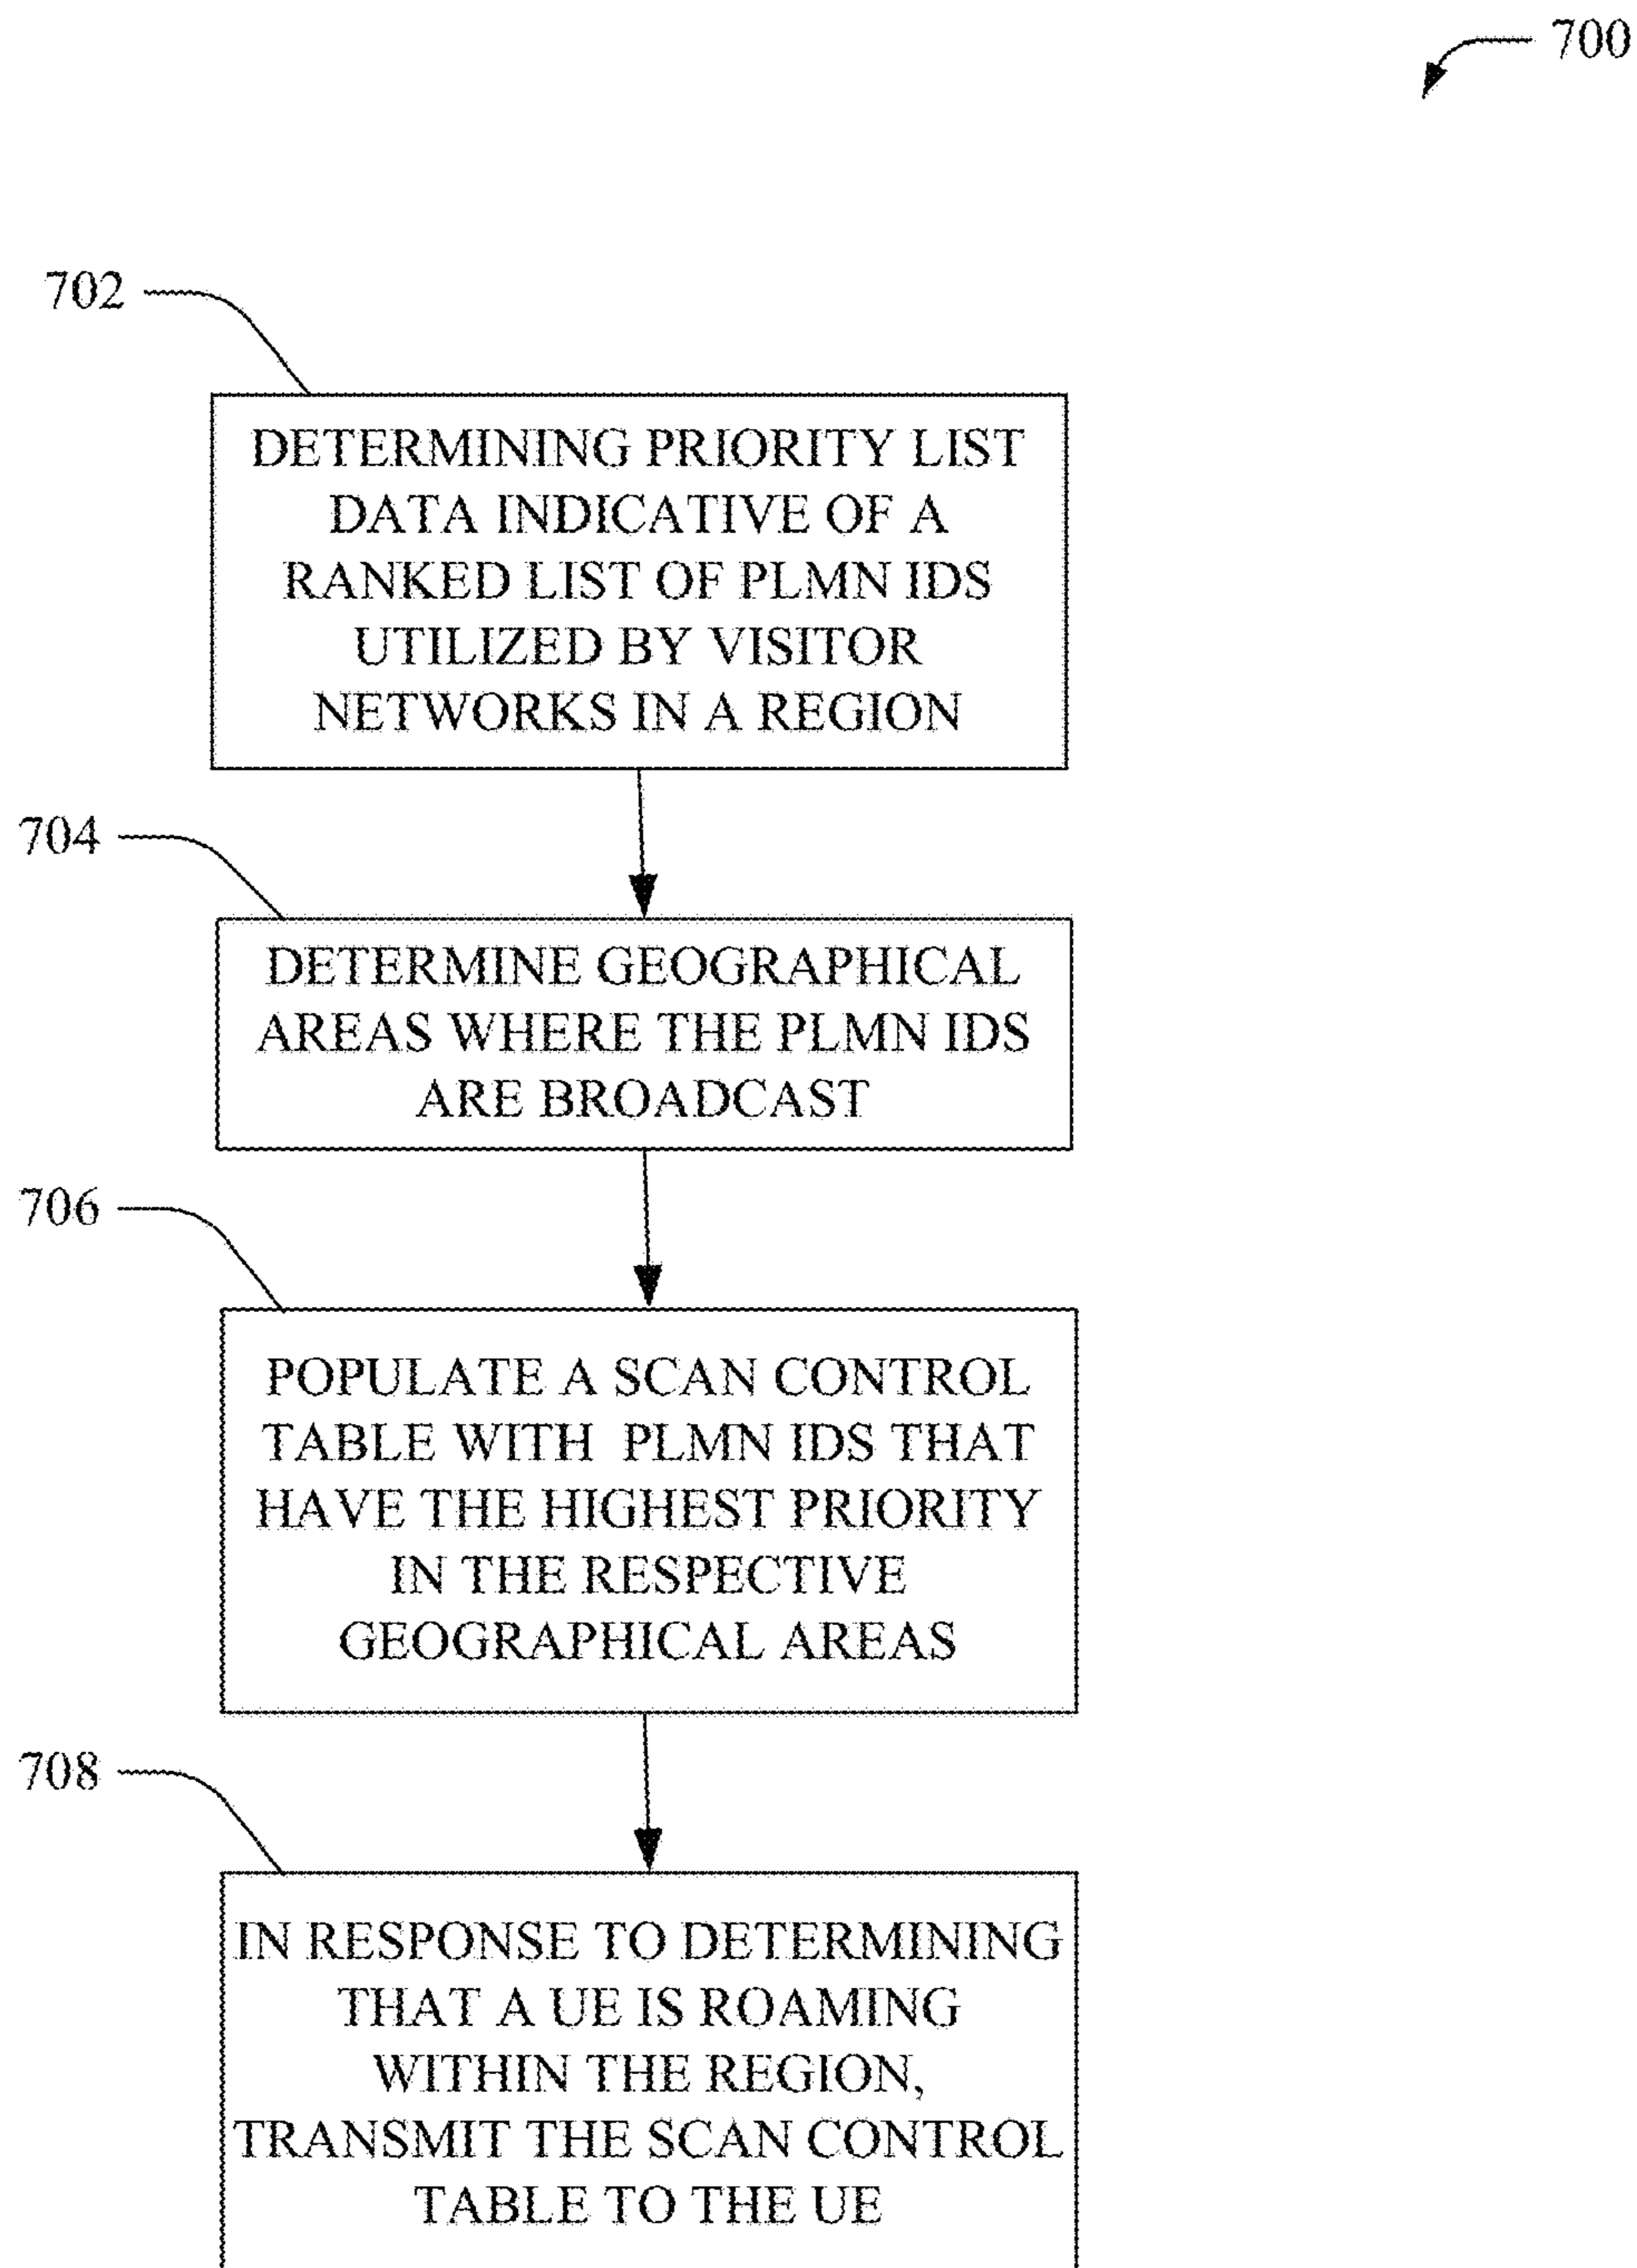 700
702
DETERMINING PRIORITY LIST
DATA INDICATIVE OF A
RANKED LIST OF PLMN IDS
UTILIZED BY VISITOR
NETWORKS IN A REGION
704
DETERMINE GEOGRAPHICAL
AREAS WHERE THE PLMN IDS
ARE BROADCAST
706
POPULATE A SCAN CONTROL
TABLE WITH PLMN IDS THAT
HAVE THE HIGHEST PRIORITY
IN THE RESPECTIVE
GEOGRAPHICAL AREAS
708
IN RESPONSE TO DETERMINING
THAT A UE IS ROAMING
WITHIN THE REGION,
TRANSMIT THE SCAN CONTROL
TABLE TO THE UE